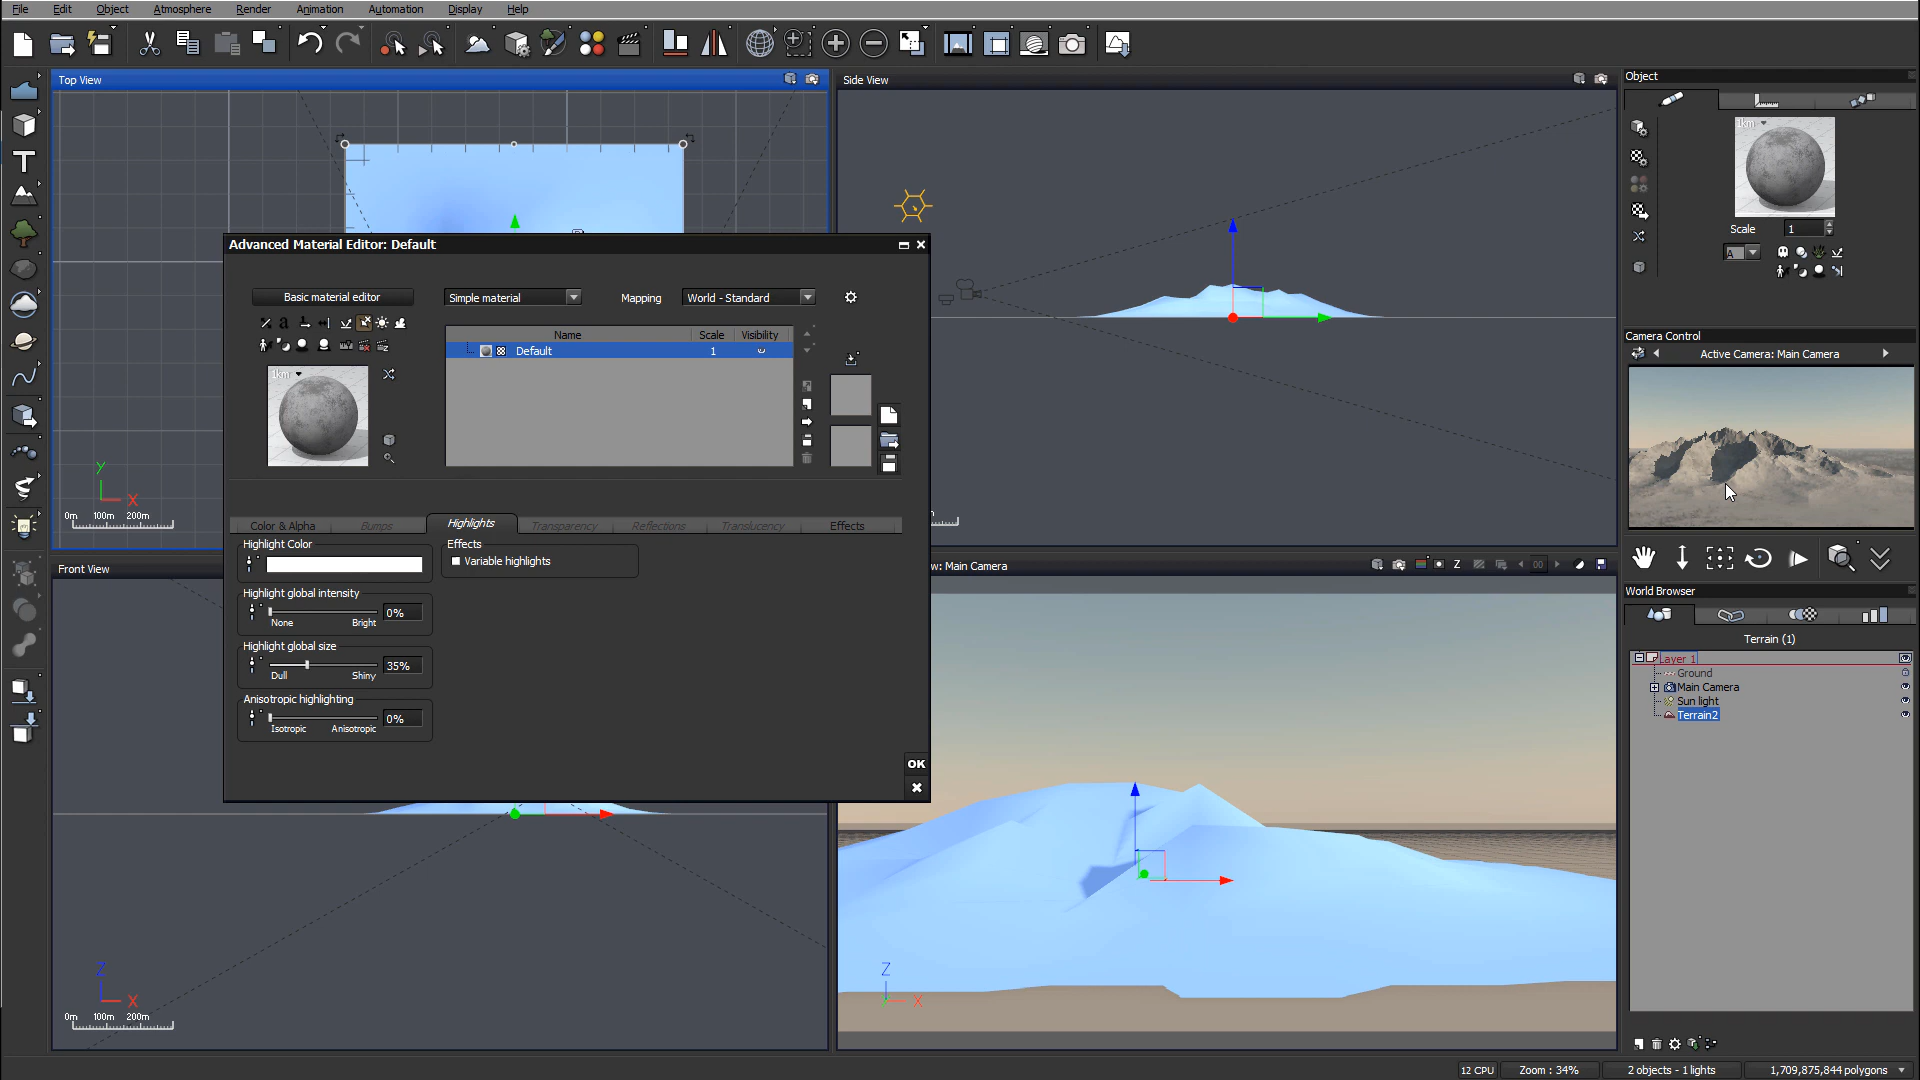 File Edit Object Atmosphere Render Animation Automation Display Help
Top View
Side View
Object
1km
Scale 1
A
Advanced Material Editor: Default
Basic material editor Simple material Mapping World - Standard
Name Scale Visibility
Default 1
1km
Color & Alpha Bumps Highlights Transparency Reflections Translucency Effects
Highlight Color
Effects
Variable highlights
Highlight global intensity
0%
None Bright
Highlight global size
35%
Dull Shiny
Anisotropic highlighting
0%
Isotropic Anisotropic
OK
Camera Control
Active Camera: Main Camera
Y
X
0m 100m 200m
Front View
w: Main Camera
Z
World Browser
Terrain (1)
Layer 1
Ground
Main Camera
Sun light
Terrain2
Z
X
0m 100m 200m
Z
X
12 CPU Zoom : 34% 2 objects - 1 lights 1,709,875,844 polygons